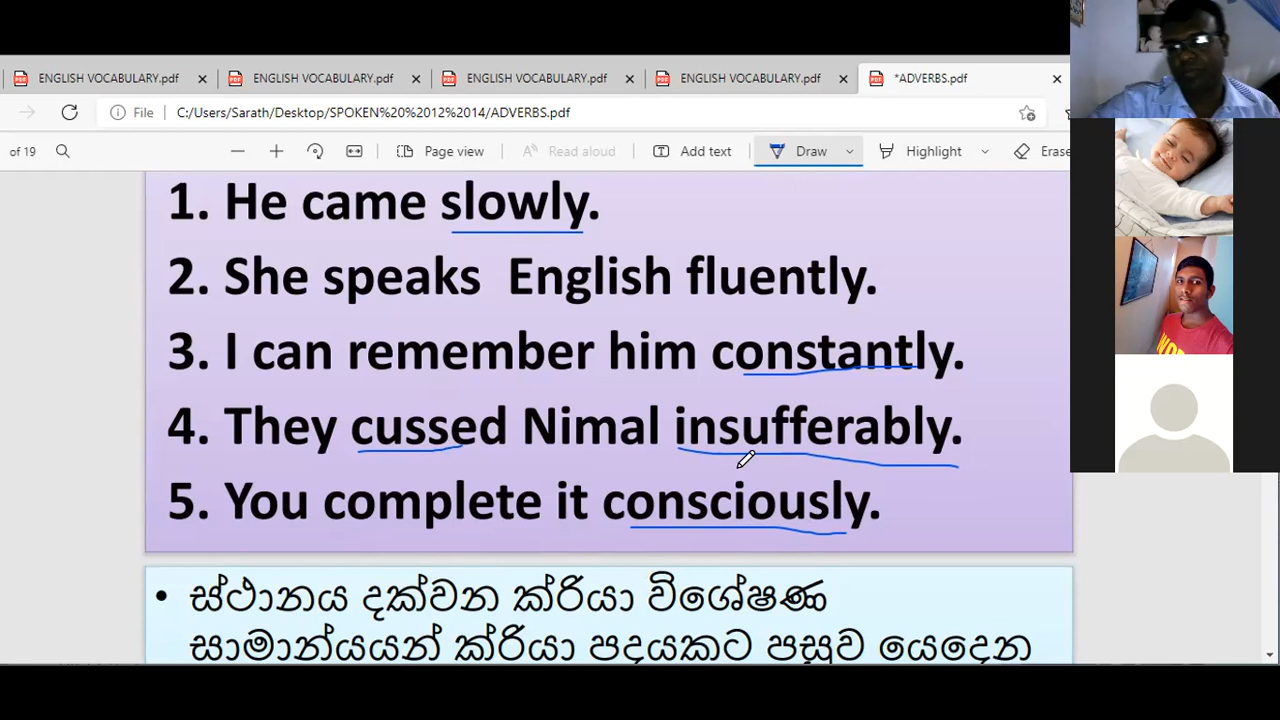 ENGLISH VOCABULARY.pdf ENGLISH VOCABULARY.pdf ENGLISH VOCABULARY.pdf ENGLISH VOCABULARY.pdf *ADVERBS.pdf
File C:/Users/Sarath/Desktop/SPOKEN%20%2012%2014/ADVERBS.pdf
of 19 Page view Read aloud Add text Draw Highlight Erase
1. He came slowly.
2. She speaks English fluently.
3. I can remember him constantly.
4. They cussed Nimal insufferably.
5. You complete it consciously.
• ස්ථානය දක්වන ක්රියා විශේෂණ
සාමාන්යයන් ක්රියා පදයකට පසුව යෙදෙන